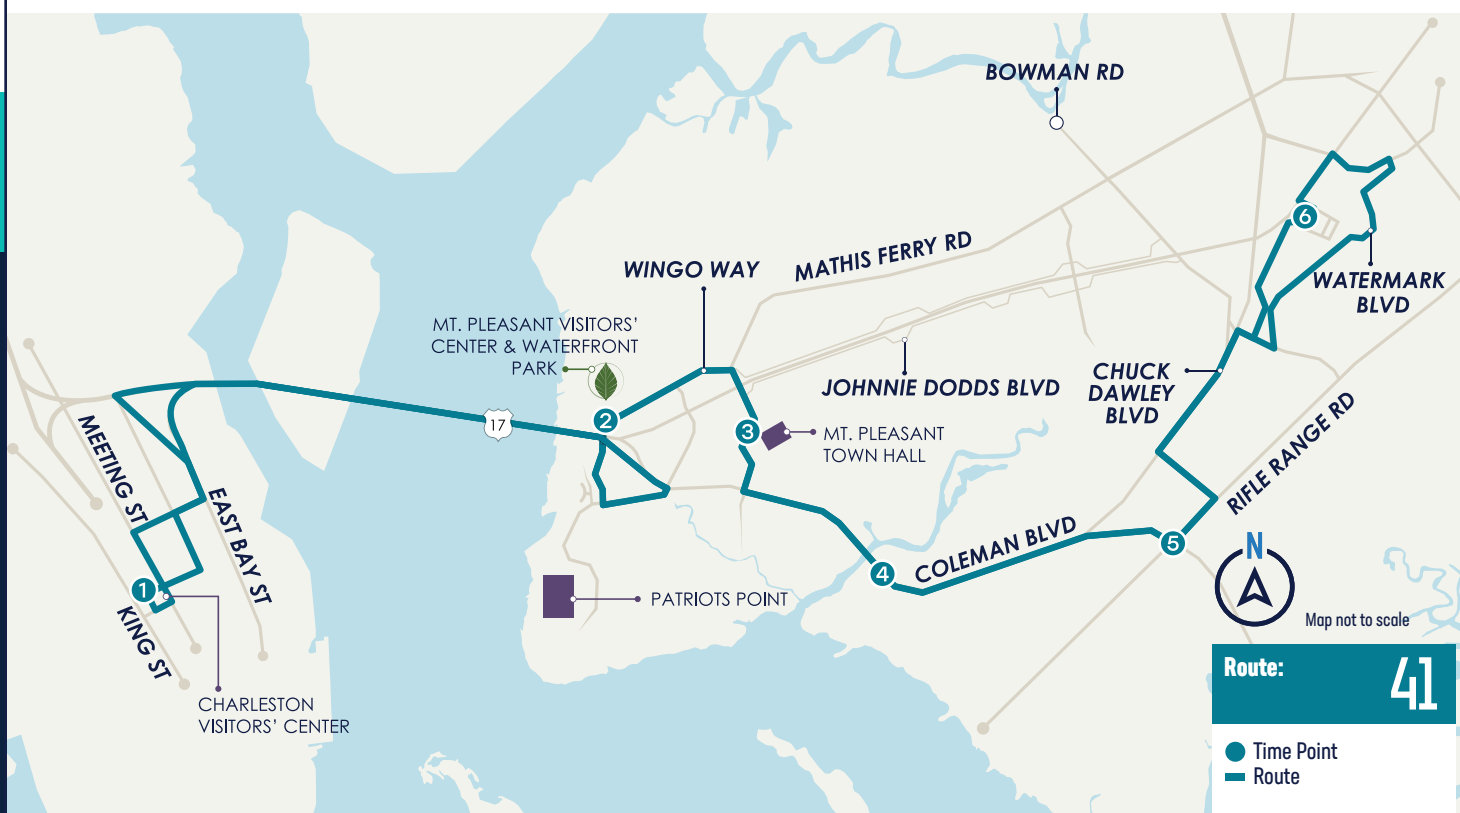 BOWMAN RD
WINGO WAY
MATHIS FERRY RD
MT. PLEASANT VISITORS'
CENTER & WATERFRONT
PARK
WATERMARK
BLVD
JOHNNIE DODDS BLVD
CHUCK
DAWLEY
BLVD
6
2
17
3
MT. PLEASANT
TOWN HALL
RIFLE RANGE RD
MEETING ST
EAST BAY ST
COLEMAN BLVD
5
4
1
KING ST
PATRIOTS POINT
N
Map not to scale
CHARLESTON
VISITORS' CENTER
Route:
41
Time Point
Route